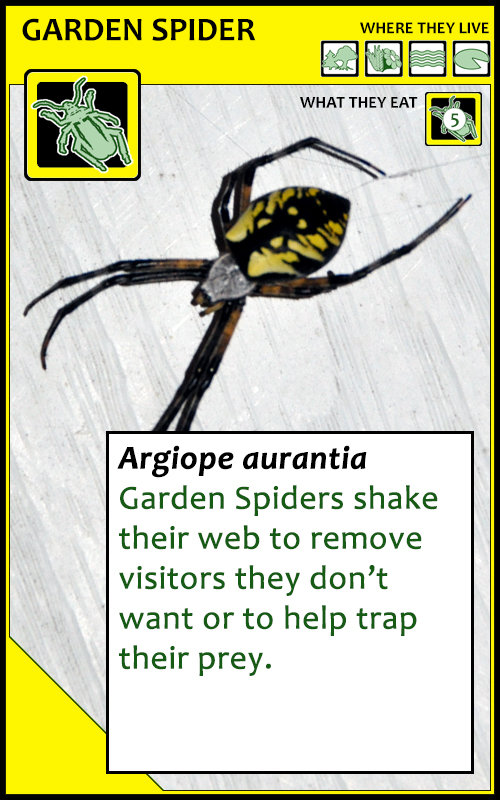 GARDEN SPIDER
WHERE THEY LIVE
WHAT THEY EAT
5
Argiope aurantia
Garden Spiders shake
their web to remove
visitors they don’t
want or to help trap
their prey.